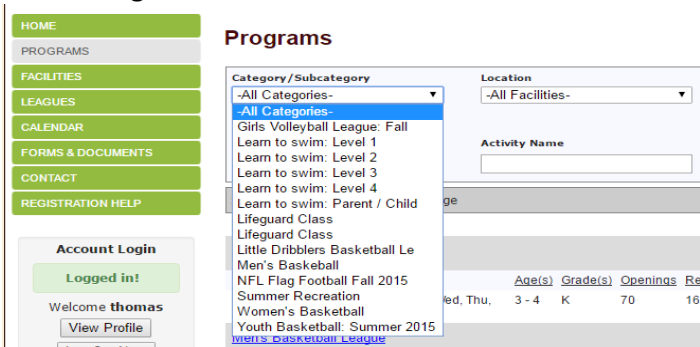 HOME
PROGRAMS
FACILITIES
LEAGUES
CALENDAR
FORMS & DOCUMENTS
CONTACT
REGISTRATION HELP
Account Login
Logged in!
Welcome thomas
View Profile
Programs
Category/Subcategory Location
-All Categories- -All Facilities-
-All Categories-
Girls Volleyball League: Fall
Learn to swim: Level 1
Learn to swim: Level 2
Activity Name
Learn to swim: Level 3
Learn to swim: Level 4
Learn to swim: Parent / Child
Lifeguard Class
Lifeguard Class
Little Dribblers Basketball Le
Men's Baskeball
NFL Flag Football Fall 2015
Summer Recreation
Women's Basketball
Youth Basketball: Summer 2015
ge
Age(s) Grade(s) Openings Re
Wed, Thu, 3 - 4 K 70 16
Men's Basketball League